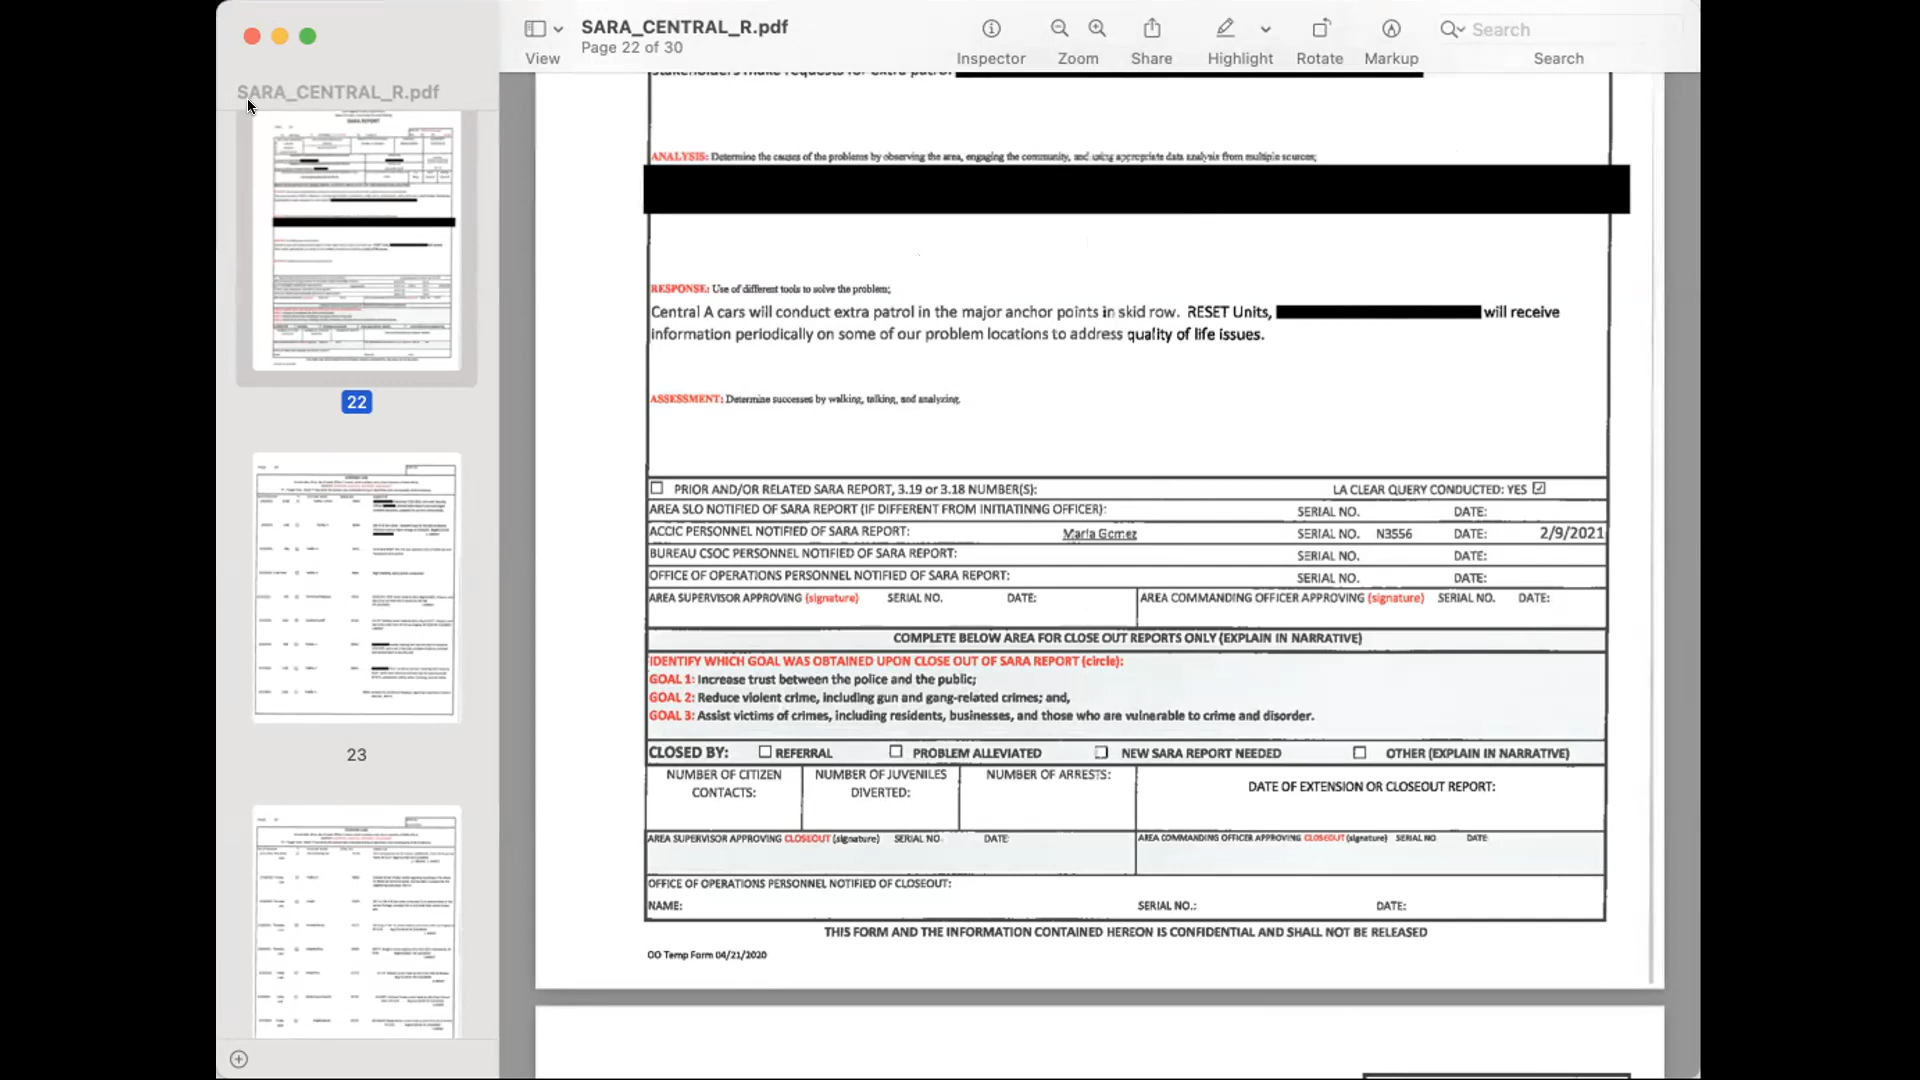 SARA_CENTRAL_R.pdf
Page 22 of 30
View
Inspector
Zoom
Share
Highlight
Rotate
Markup
Search
Search
SARA_CENTRAL_R.pdf
22
23
stakeholders make requests for extra patrol
ANALYSIS: Determine the causes of the problems by observing the area, engaging the community, and using appropriate data analysis from multiple sources;
RESPONSE: Use of different tools to solve the problem;
Central A cars will conduct extra patrol in the major anchor points in skid row. RESET Units, will receive
information periodically on some of our problem locations to address quality of life issues.
ASSESSMENT: Determine successes by walking, talking, and analyzing.
PRIOR AND/OR RELATED SARA REPORT, 3.19 or 3.18 NUMBER(S): LA CLEAR QUERY CONDUCTED: YES
AREA SLO NOTIFIED OF SARA REPORT (IF DIFFERENT FROM INITIATINNG OFFICER): SERIAL NO. DATE:
ACCIC PERSONNEL NOTIFIED OF SARA REPORT: Maria Gomez SERIAL NO. N3556 DATE: 2/9/2021
BUREAU CSOC PERSONNEL NOTIFIED OF SARA REPORT: SERIAL NO. DATE:
OFFICE OF OPERATIONS PERSONNEL NOTIFIED OF SARA REPORT: SERIAL NO. DATE:
AREA SUPERVISOR APPROVING (signature) SERIAL NO. DATE: AREA COMMANDING OFFICER APPROVING (signature) SERIAL NO. DATE:
COMPLETE BELOW AREA FOR CLOSE OUT REPORTS ONLY (EXPLAIN IN NARRATIVE)
IDENTIFY WHICH GOAL WAS OBTAINED UPON CLOSE OUT OF SARA REPORT (circle):
GOAL 1: Increase trust between the police and the public;
GOAL 2: Reduce violent crime, including gun and gang-related crimes; and,
GOAL 3: Assist victims of crimes, including residents, businesses, and those who are vulnerable to crime and disorder.
CLOSED BY: REFERRAL PROBLEM ALLEVIATED NEW SARA REPORT NEEDED OTHER (EXPLAIN IN NARRATIVE)
NUMBER OF CITIZEN CONTACTS:
NUMBER OF JUVENILES DIVERTED:
NUMBER OF ARRESTS:
DATE OF EXTENSION OR CLOSEOUT REPORT:
AREA SUPERVISOR APPROVING CLOSEOUT (signature) SERIAL NO. DATE: AREA COMMANDING OFFICER APPROVING CLOSEOUT (signature) SERIAL NO. DATE:
OFFICE OF OPERATIONS PERSONNEL NOTIFIED OF CLOSEOUT:
NAME: SERIAL NO.: DATE:
THIS FORM AND THE INFORMATION CONTAINED HEREON IS CONFIDENTIAL AND SHALL NOT BE RELEASED
OO Temp Form 04/21/2020